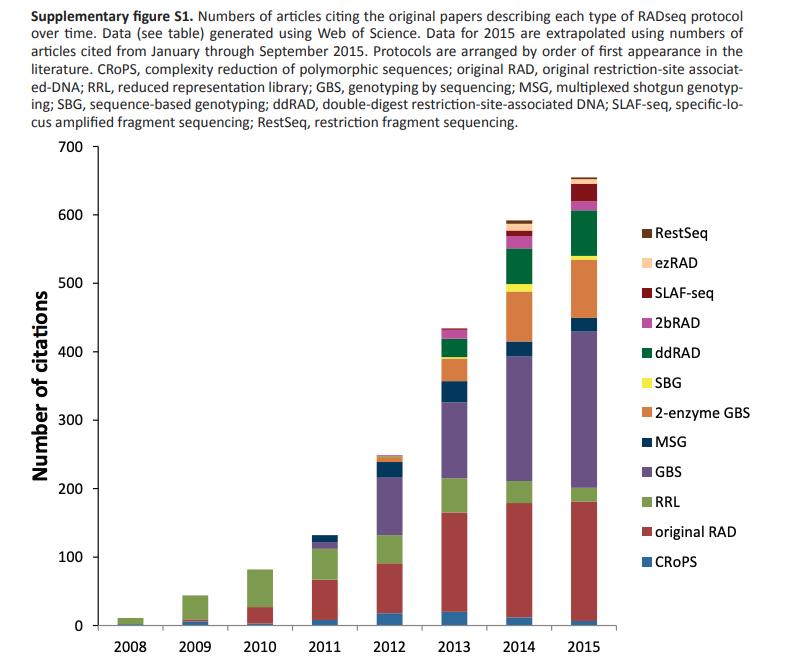 Supplementary figure S1. Numbers of articles citing the original papers describing each type of RADseq protocol
over time. Data (see table) generated using Web of Science. Data for 2015 are extrapolated using numbers of
articles cited from January through September 2015. Protocols are arranged by order of first appearance in the
literature. CRoPS, complexity reduction of polymorphic sequences; original RAD, original restriction-site associat-
ed-DNA; RRL, reduced representation library; GBS, genotyping by sequencing; MSG, multiplexed shotgun genotyp-
ing; SBG, sequence-based genotyping; ddRAD, double-digest restriction-site-associated DNA; SLAF-seq, specific-lo-
cus amplified fragment sequencing; RestSeq, restriction fragment sequencing.
700
600
500
400
300
200
100
0
Number of citations
2008 2009 2010 2011 2012 2013 2014 2015
RestSeq
ezRAD
SLAF-seq
2bRAD
ddRAD
SBG
2-enzyme GBS
MSG
GBS
RRL
original RAD
CRoPS